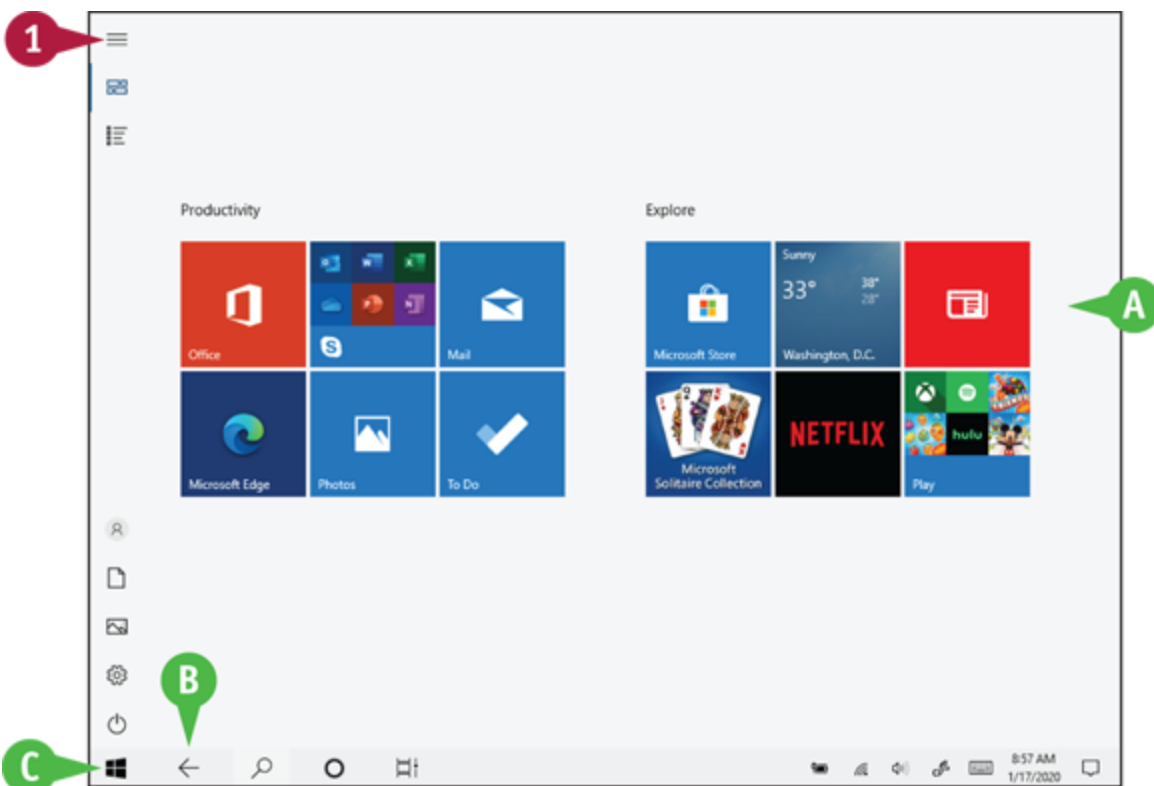 1
Productivity
Explore
Office
Mail
Microsoft Store
Sunny
33°
38°
28°
Washington, D.C.
A
Microsoft Edge
Photos
To Do
Microsoft
Solitaire Collection
NETFLIX
hulu
Play
B
C
8:57 AM
1/17/2020